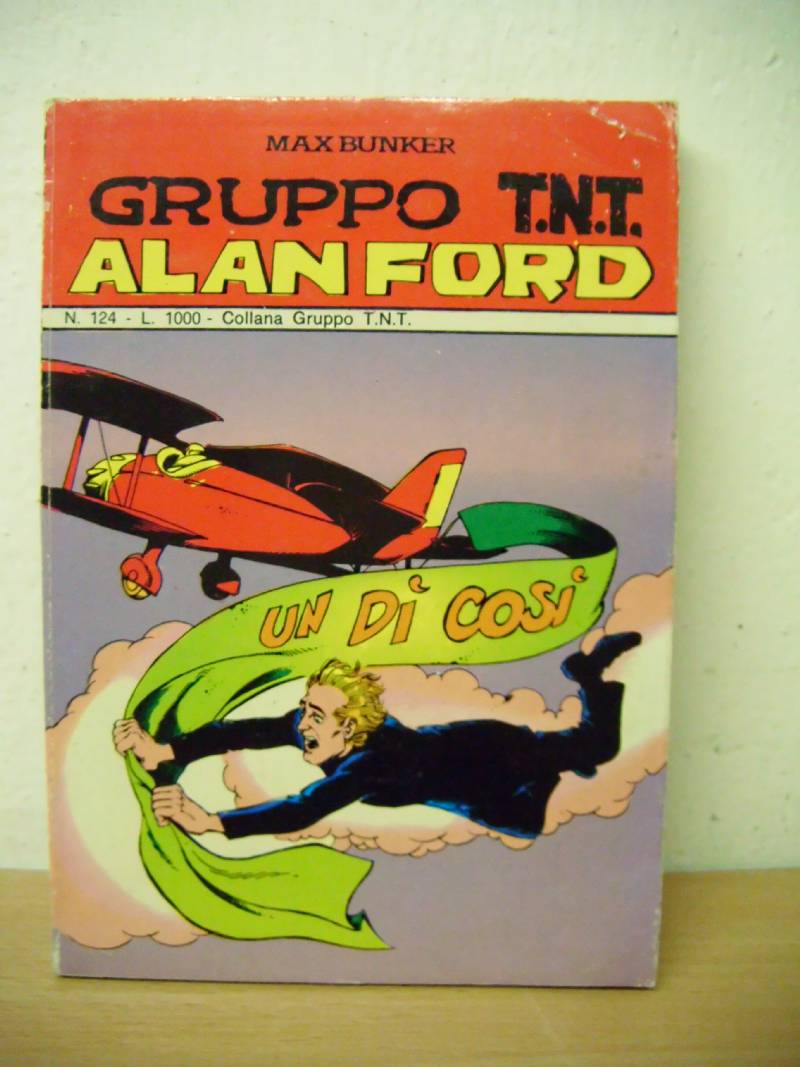 MAX BUNKER
GRUPPO T.N.T.
ALAN FORD
N. 124 - L. 1000 - Collana Gruppo T.N.T.
UN DÌ COSÌ